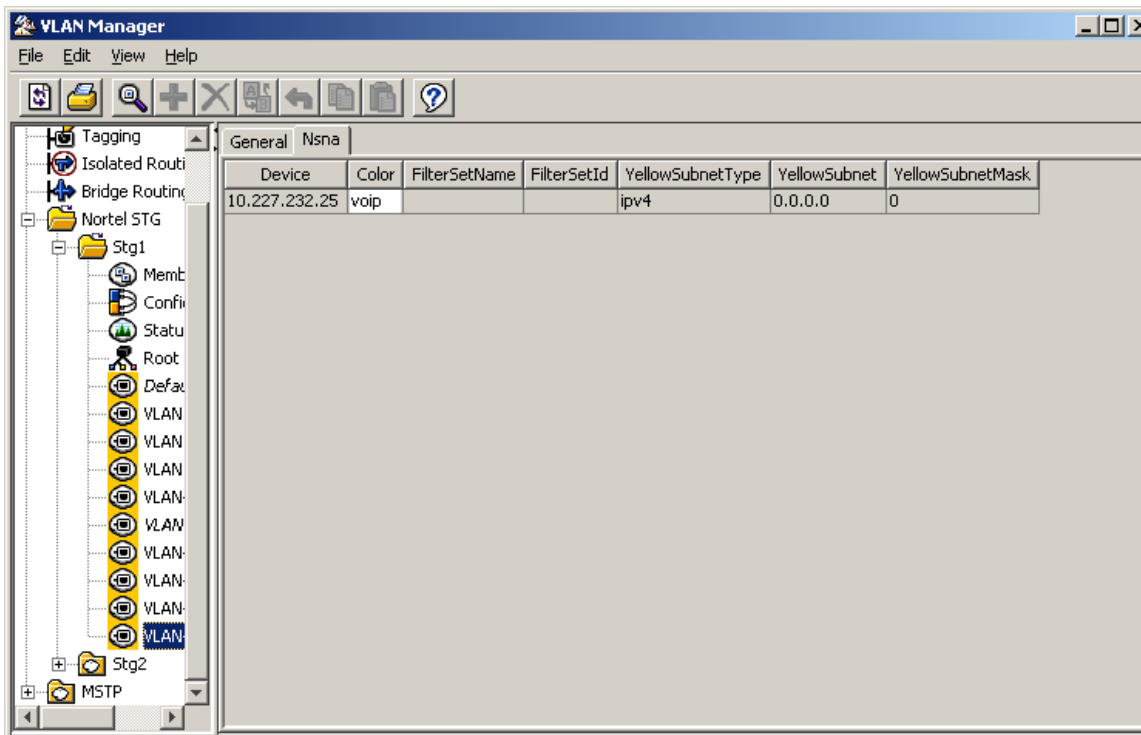 VLAN Manager
File Edit View Help
Tagging
Isolated Routi
Bridge Routing
Nortel STG
Stg1
Memb
Config
Statu
Root
Defau
VLAN
VLAN
VLAN
VLAN-
VLAN
VLAN-
VLAN-
VLAN-
VLAN-
Stg2
MSTP
General Nsna
Device Color FilterSetName FilterSetId YellowSubnetType YellowSubnet YellowSubnetMask
10.227.232.25 voip ipv4 0.0.0.0 0